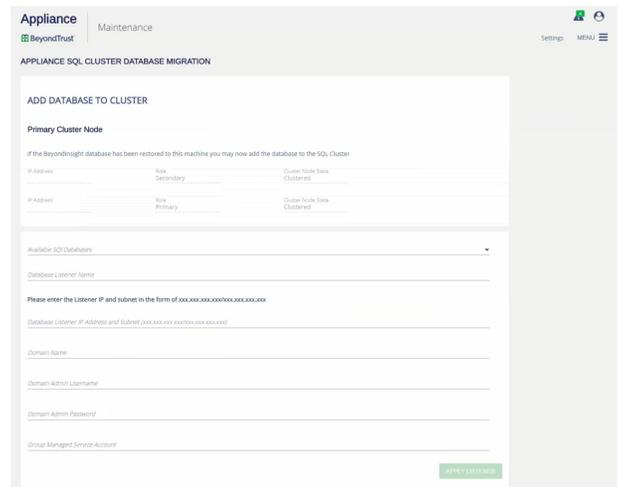 Appliance
Maintenance
BeyondTrust
Settings
MENU
APPLIANCE SQL CLUSTER DATABASE MIGRATION
ADD DATABASE TO CLUSTER
Primary Cluster Node
If the BeyondInsight database has been restored to this machine you may now add the database to the SQL Cluster
IP Address Role Cluster Node State
Secondary Clustered
IP Address Role Cluster Node State
Primary Clustered
Available SQl Databases
Database Listener Name
Please enter the Listener IP and subnet in the form of xxx.xxx.xxx.xxx/xxx.xxx.xxx.xxx
Database Listener IP Address and Subnet (xxx.xxx.xxx.xxx/xxx.xxx.xxx.xxx)
Domain Name
Domain Admin Username
Domain Admin Password
Group Managed Service Account
APPLY LISTENER